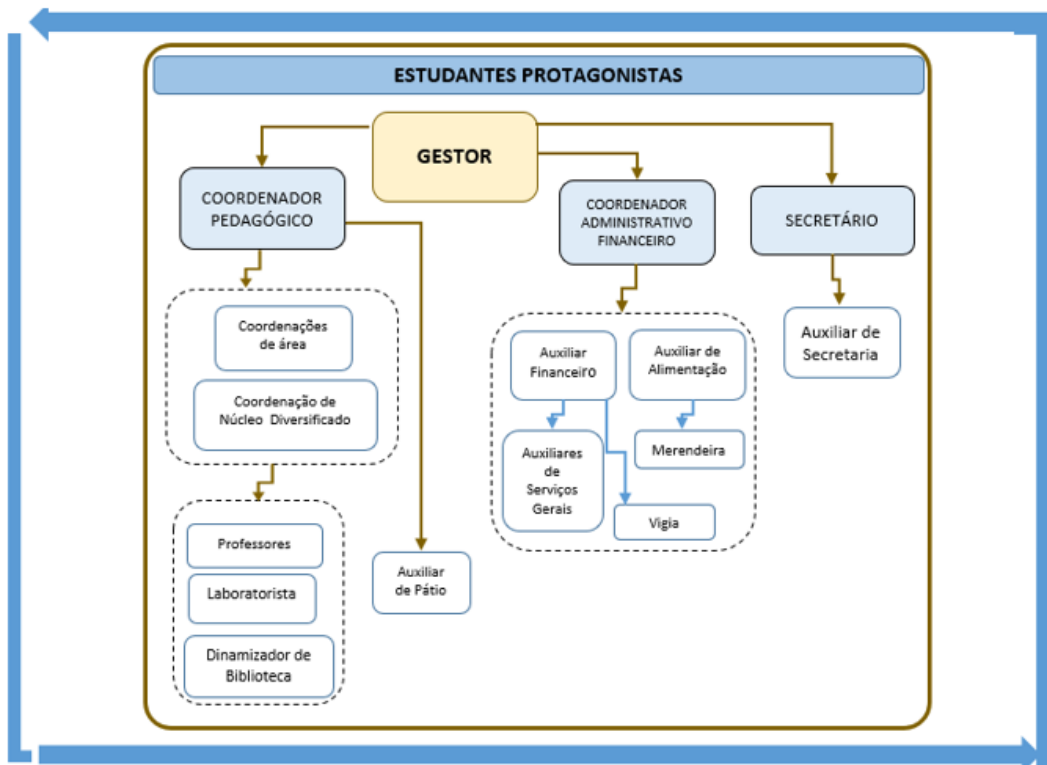 ESTUDANTES PROTAGONISTAS
GESTOR
COORDENADOR
PEDAGÓGICO
COORDENADOR
ADMINISTRATIVO
FINANCEIRO
SECRETÁRIO
Coordenações
de área
Coordenação de
Núcleo Diversificado
Professores
Laboratorista
Dinamizador de
Biblioteca
Auxiliar
de Pátio
Auxiliar
Financeiro
Auxiliar de
Alimentação
Auxiliares
de
Serviços
Gerais
Merendeira
Vigia
Auxiliar de
Secretaria